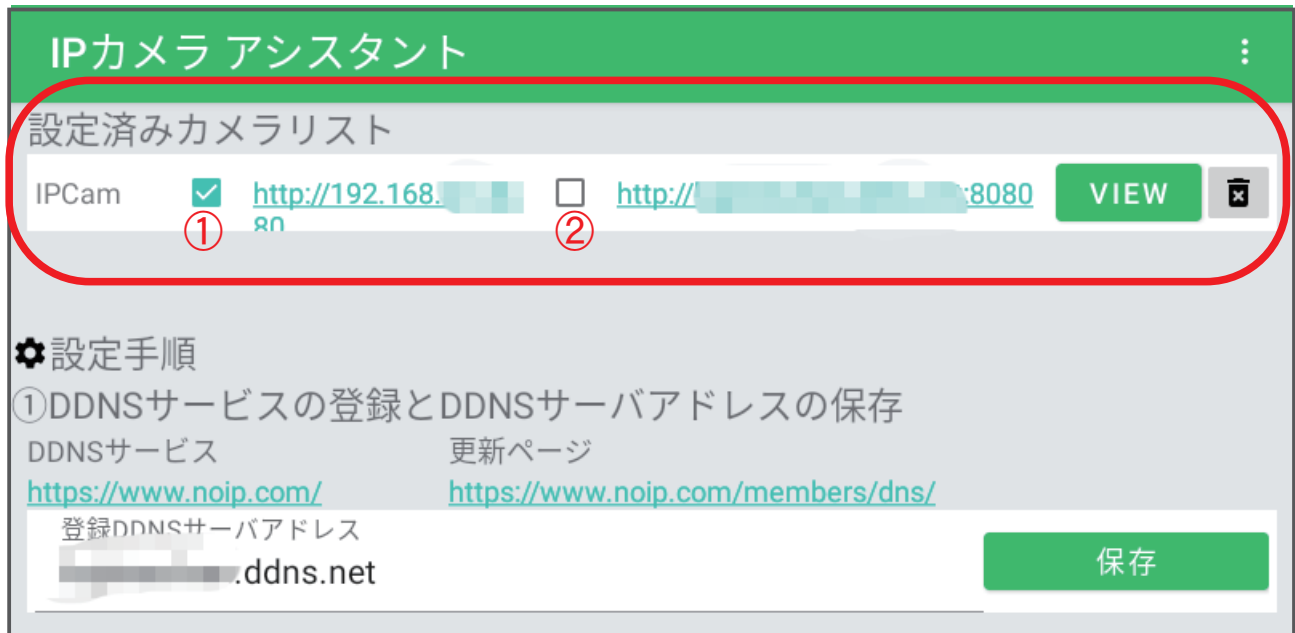 IPカメラ アシスタント
設定済みカメラリスト
IPCam http://192.168. http:// :8080 VIEW
① 80 ②
設定手順
①DDNSサービスの登録とDDNSサーバアドレスの保存
DDNSサービス 更新ページ
https://www.noip.com/ https://www.noip.com/members/dns/
登録DDNSサーバアドレス
.ddns.net 保存